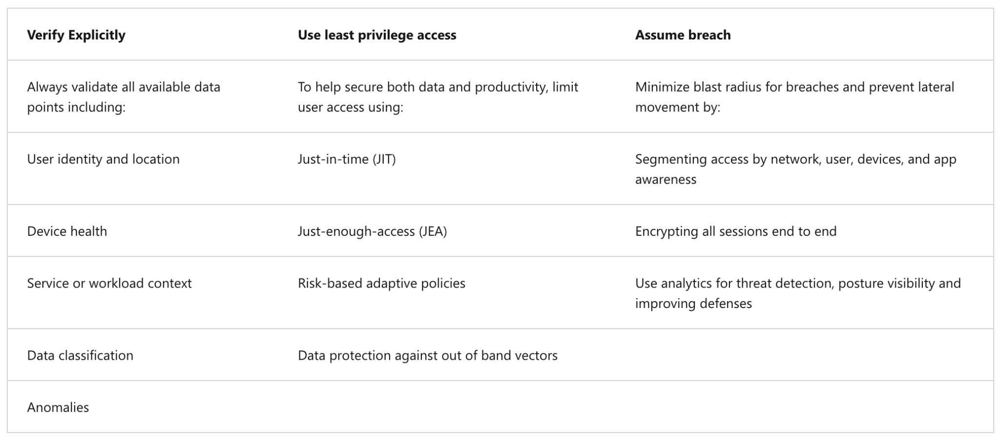 Verify Explicitly
Use least privilege access
Assume breach
Always validate all available data
points including:
To help secure both data and productivity, limit
user access using:
Minimize blast radius for breaches and prevent lateral
movement by:
User identity and location
Just-in-time (JIT)
Segmenting access by network, user, devices, and app
awareness
Device health
Just-enough-access (JEA)
Encrypting all sessions end to end
Service or workload context
Risk-based adaptive policies
Use analytics for threat detection, posture visibility and
improving defenses
Data classification
Data protection against out of band vectors
Anomalies